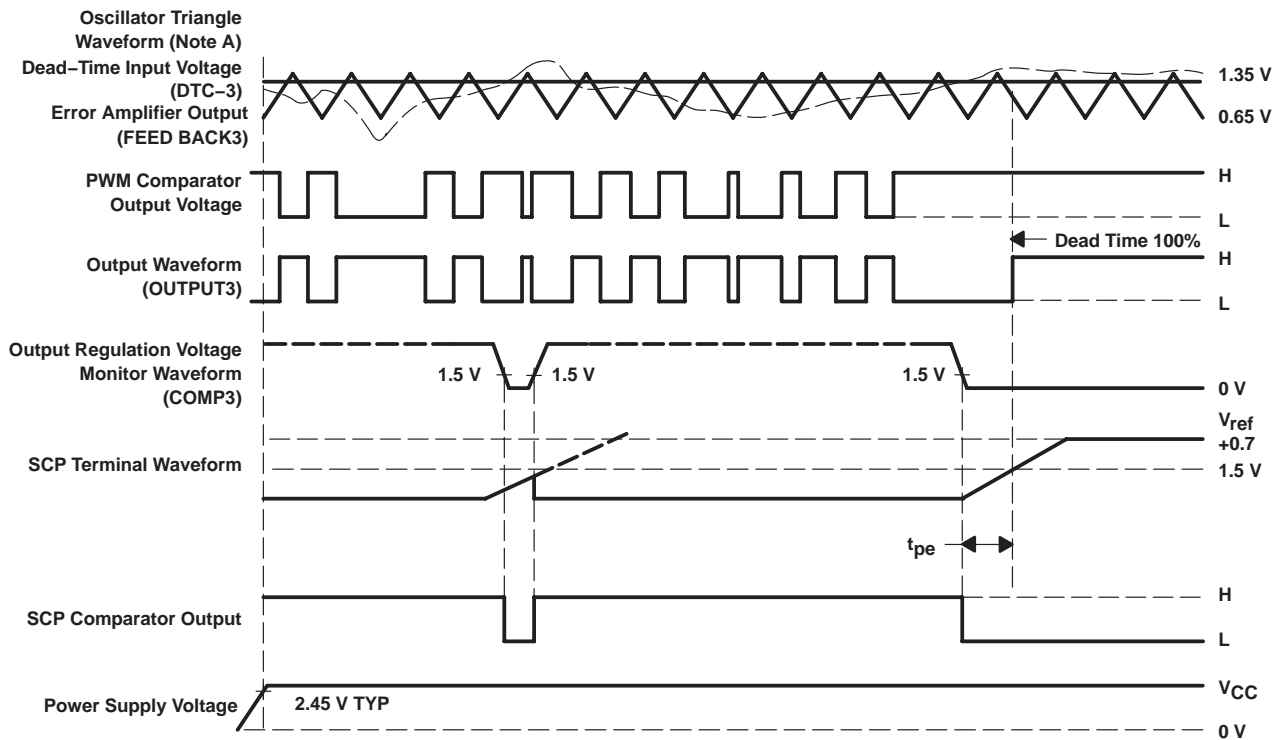 Oscillator Triangle
Waveform (Note A)
Dead−Time Input Voltage
(DTC−3)
Error Amplifier Output
(FEED BACK3)
1.35 V
0.65 V
PWM Comparator
Output Voltage
H
L
Dead Time 100%
Output Waveform
(OUTPUT3)
H
L
Output Regulation Voltage
Monitor Waveform
(COMP3)
1.5 V
1.5 V
1.5 V
0 V
Vref
+0.7
SCP Terminal Waveform
1.5 V
tpe
SCP Comparator Output
H
L
Power Supply Voltage
2.45 V TYP
VCC
0 V